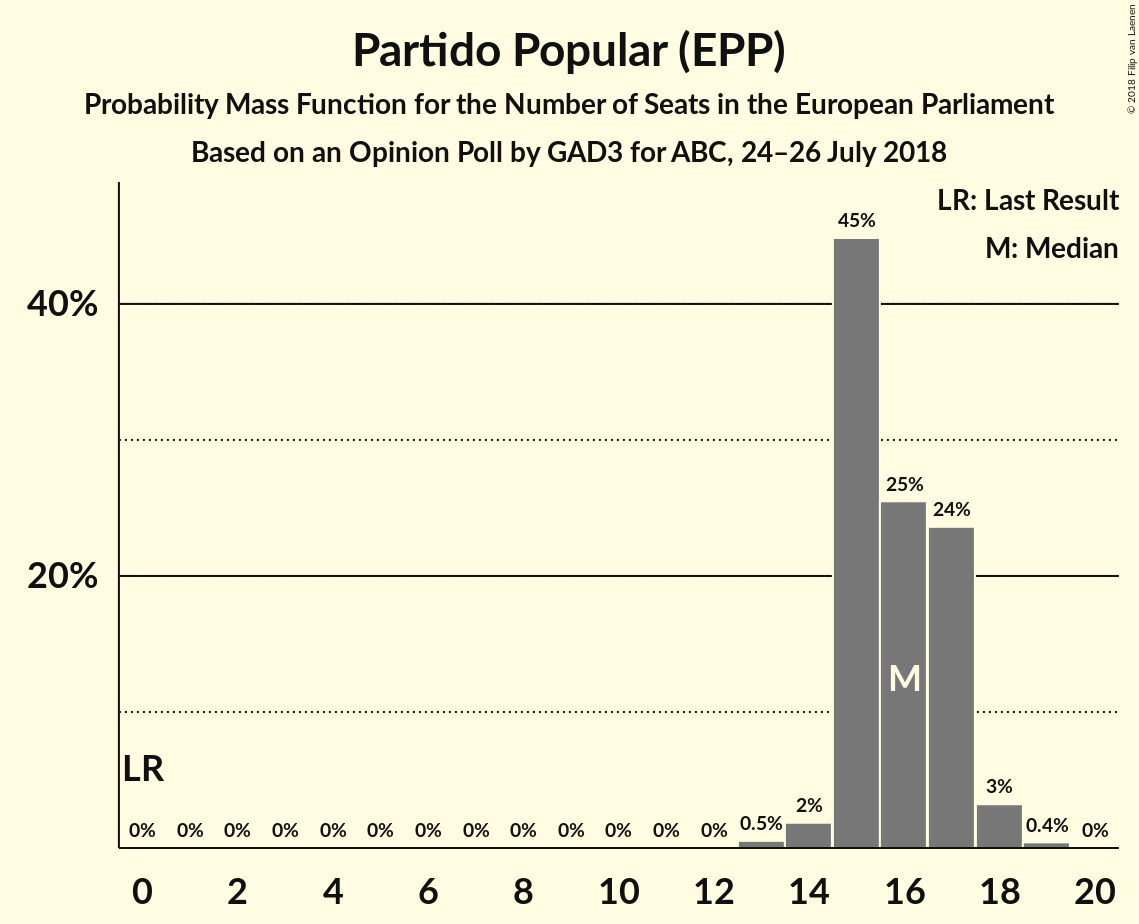 Partido Popular (EPP)
Probability Mass Function for the Number of Seats in the European Parliament
Based on an Opinion Poll by GAD3 for ABC, 24–26 July 2018
© 2018 Filip van Laenen
LR: Last Result
M: Median
40%
20%
45%
25%
24%
M
LR
0% 0% 0% 0% 0% 0% 0% 0% 0% 0% 0% 0% 0% 0.5% 2% 3% 0.4% 0%
0 2 4 6 8 10 12 14 16 18 20